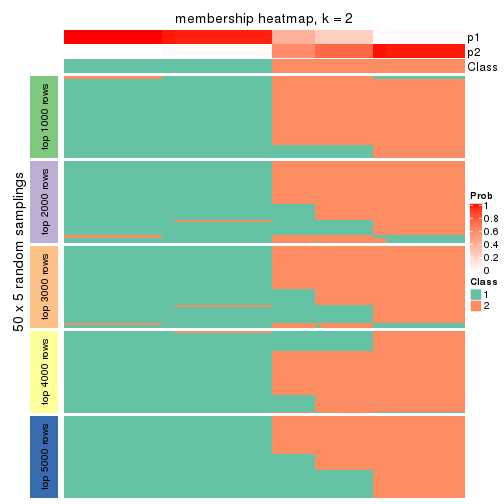 membership heatmap, k = 2
p1
p2
Class
50 x 5 random samplings
top 1000 rows
top 2000 rows
top 3000 rows
top 4000 rows
top 5000 rows
Prob
1
0.8
0.6
0.4
0.2
0
Class
1
2